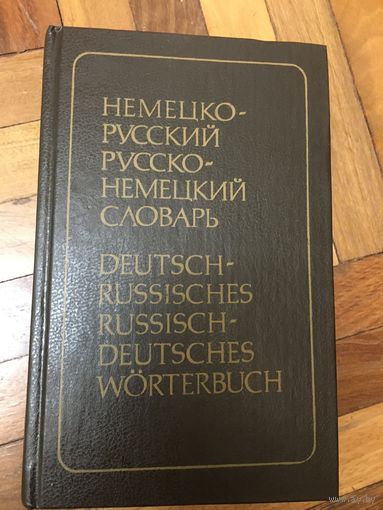 НЕМЕЦКО-
РУССКИЙ
РУССКО-
НЕМЕЦКИЙ
СЛОВАРЬ
DEUTSCH-
RUSSISCHES
RUSSISCH-
DEUTSCHES
WÖRTERBUCH